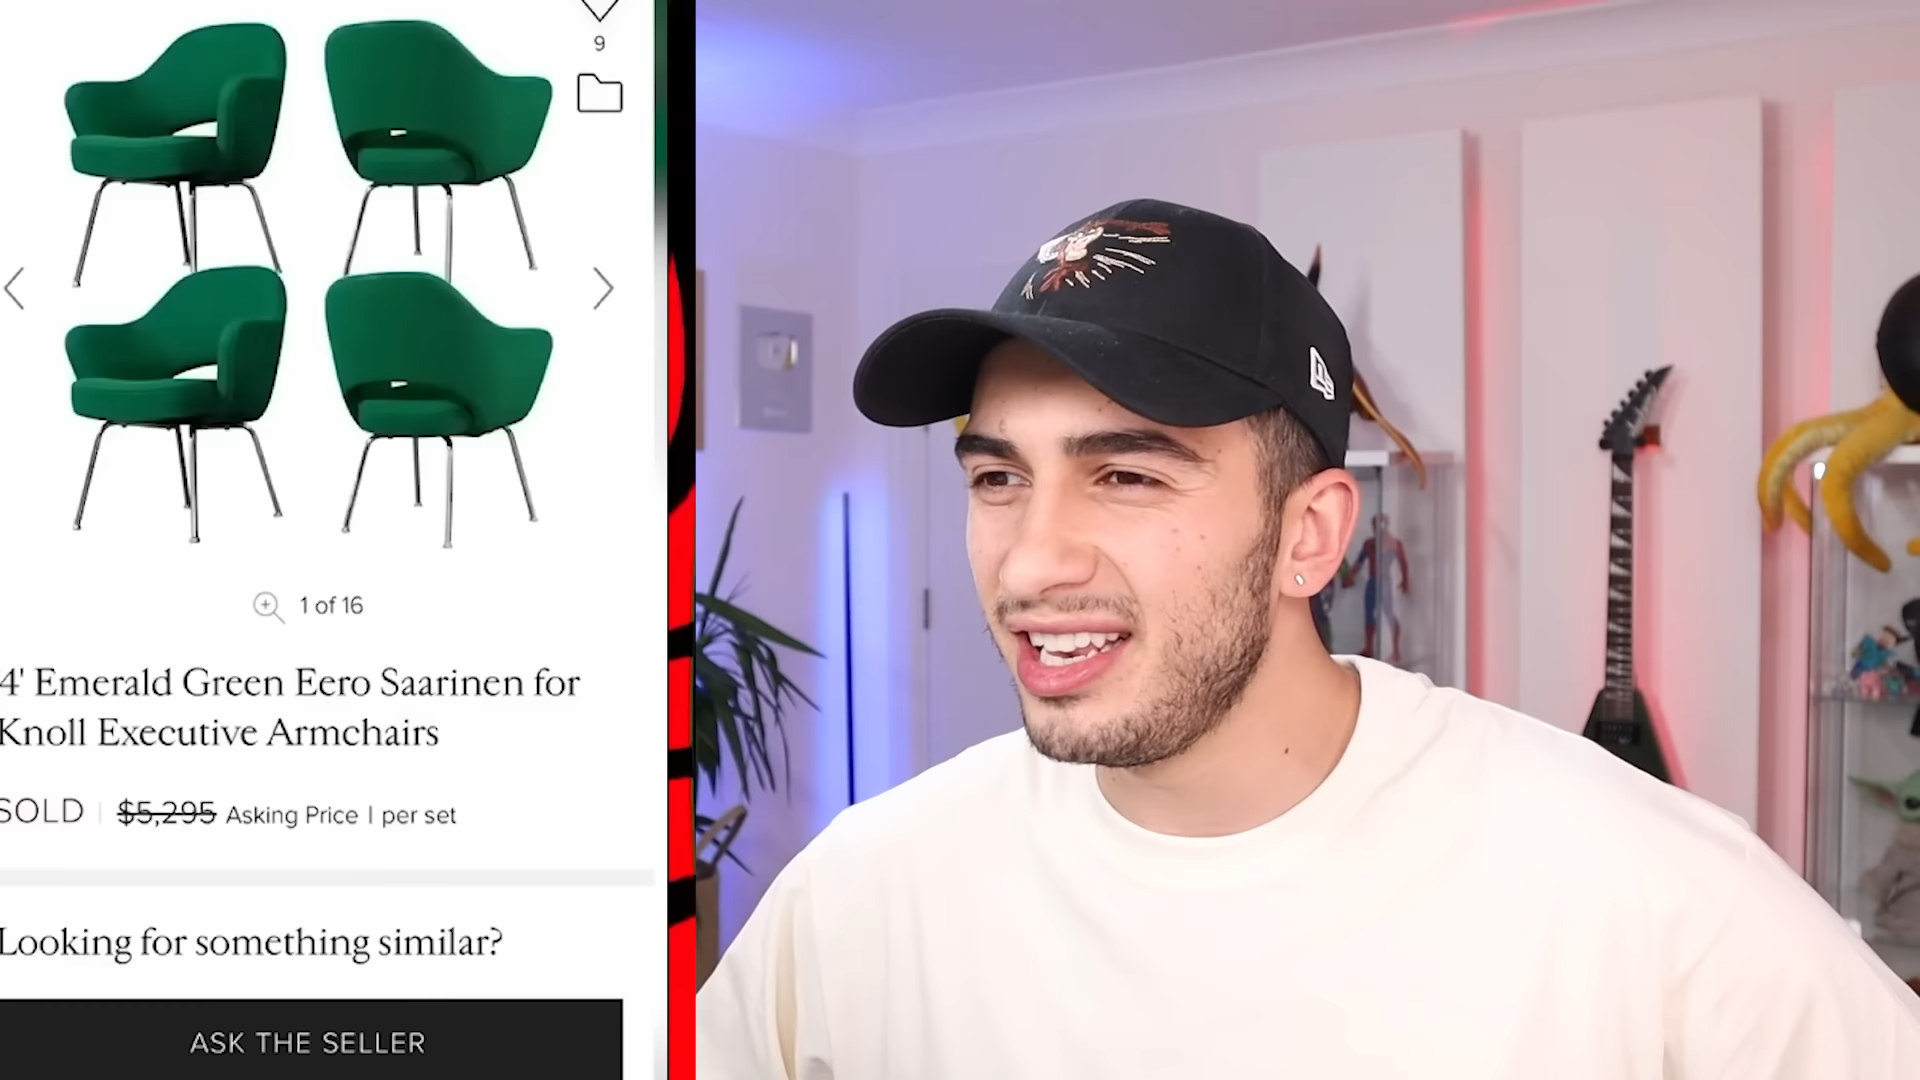 9
1 of 16
4' Emerald Green Eero Saarinen for
Knoll Executive Armchairs
SOLD | $5,295 Asking Price | per set
Looking for something similar?
ASK THE SELLER